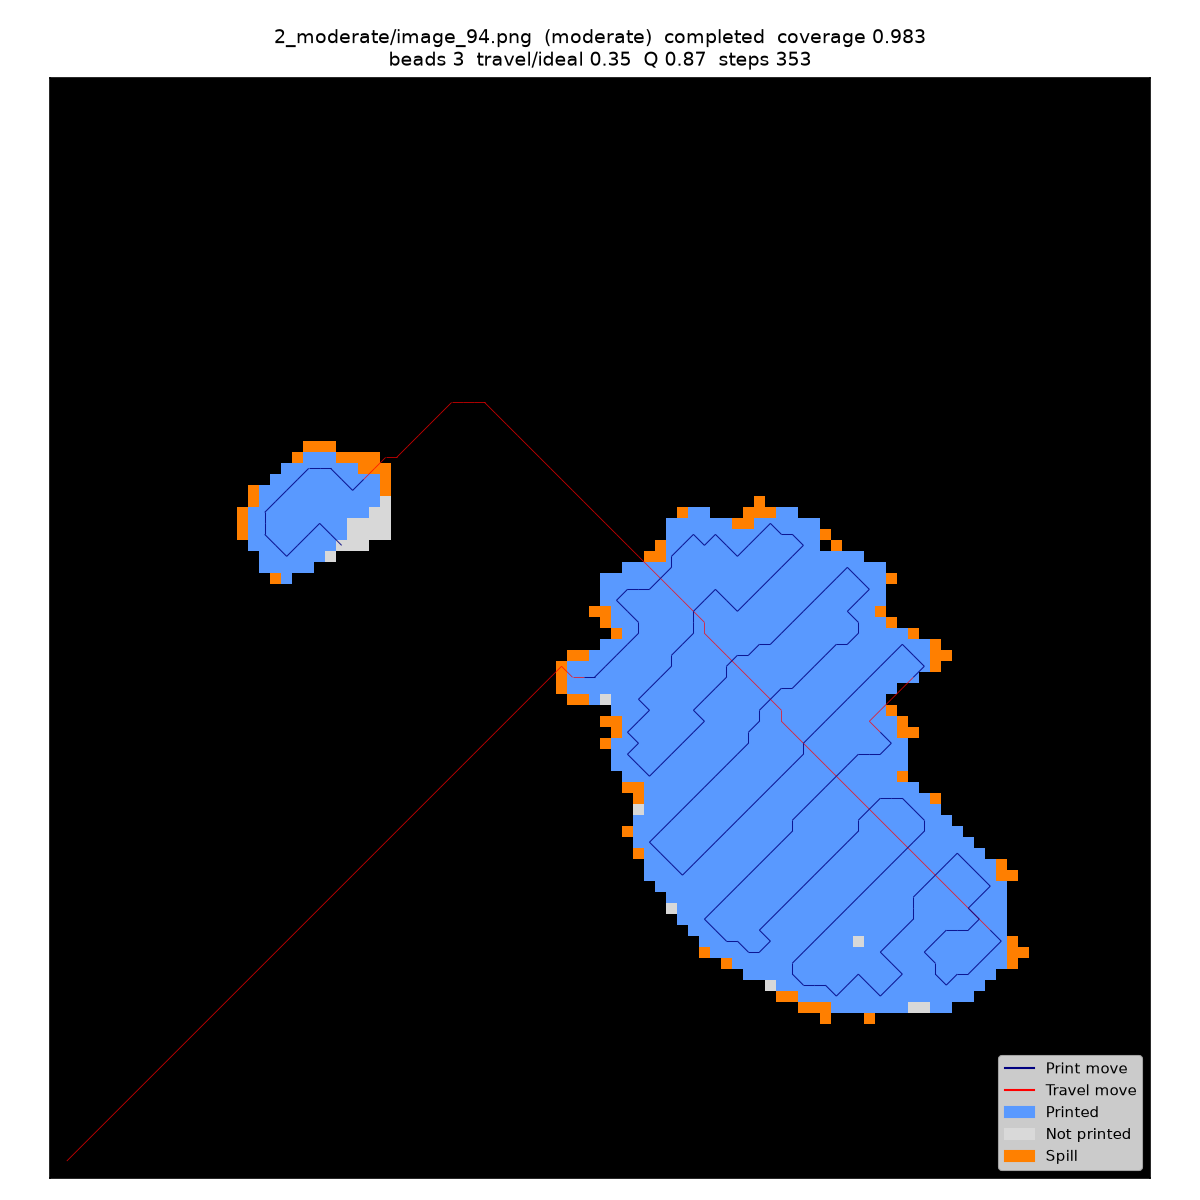 2_moderate/image_94.png  (moderate)  completed  coverage 0.983
beads 3  travel/ideal 0.35  Q 0.87  steps 353
Print move
Travel move
Printed
Not printed
Spill